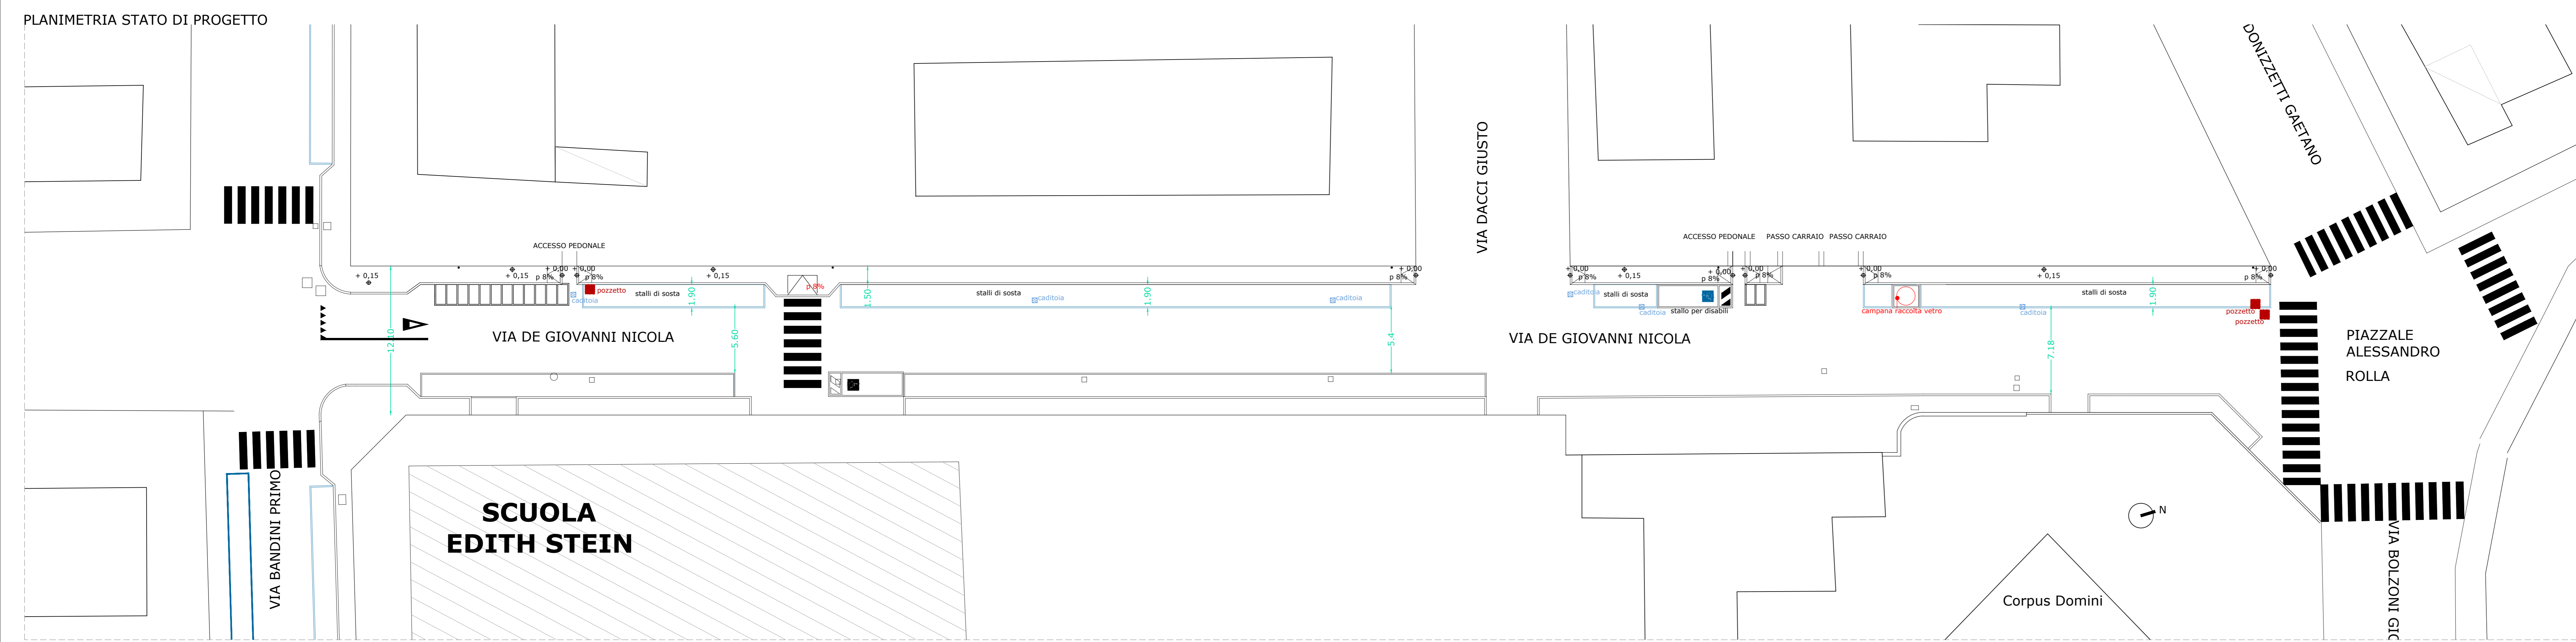 PLANIMETRIA STATO DI PROGETTO
DONIZZETTI GAETANO
VIA DACCI GIUSTO
ACCESSO PEDONALE
ACCESSO PEDONALE
PASSO CARRAIO
PASSO CARRAIO
+ 0,15
+ 0,15
+ 0,00
+ 0,00
p 8%
p 8%
+ 0,15
p 8%
+ 0,00
p 8%
+ 0,00
p 8%
+ 0,00
p 8%
+ 0,00
p 8%
+ 0,00
p 8%
+ 0,15
+ 0,00
p 8%
pozzetto
caditoia
stalli di sosta
1.90
1.50
stalli di sosta
caditoia
1.90
caditoia
caditoia
stalli di sosta
caditoia
stallo per disabili
campana raccolta vetro
caditoia
stalli di sosta
1.90
pozzetto
pozzetto
12.10
VIA DE GIOVANNI NICOLA
5.60
5.4
VIA DE GIOVANNI NICOLA
7.18
PIAZZALE
ALESSANDRO
ROLLA
VIA BANDINI PRIMO
SCUOLA
EDITH STEIN
N
Corpus Domini
VIA BOLZONI GIO